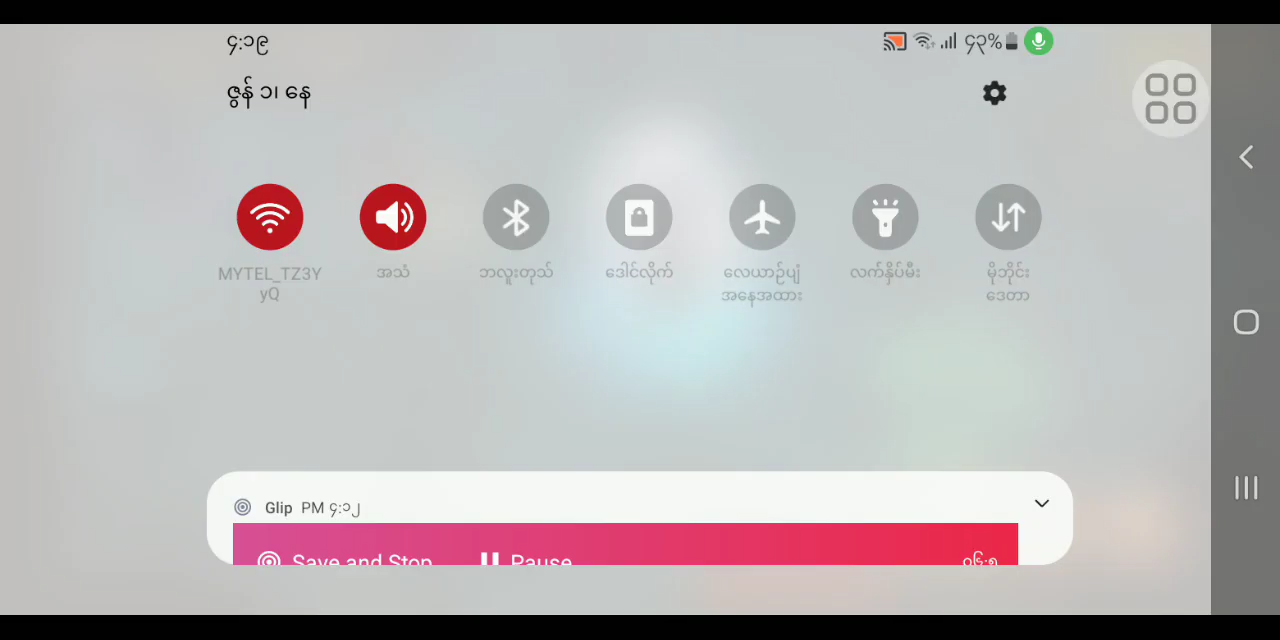 ၄:၁၉
၄၃%
ဇွန် ၁၊ နေ
MYTEL_TZ3Y
yQ
အသံ
ဘလူးတုသ်
ဒေါင်လိုက်
လေယာဉ်ပျံ
အနေအထား
လက်နှိပ်မီး
မိုဘိုင်း
ဒေတာ
Glip PM ၄:၁၂
Save and Stop Pause